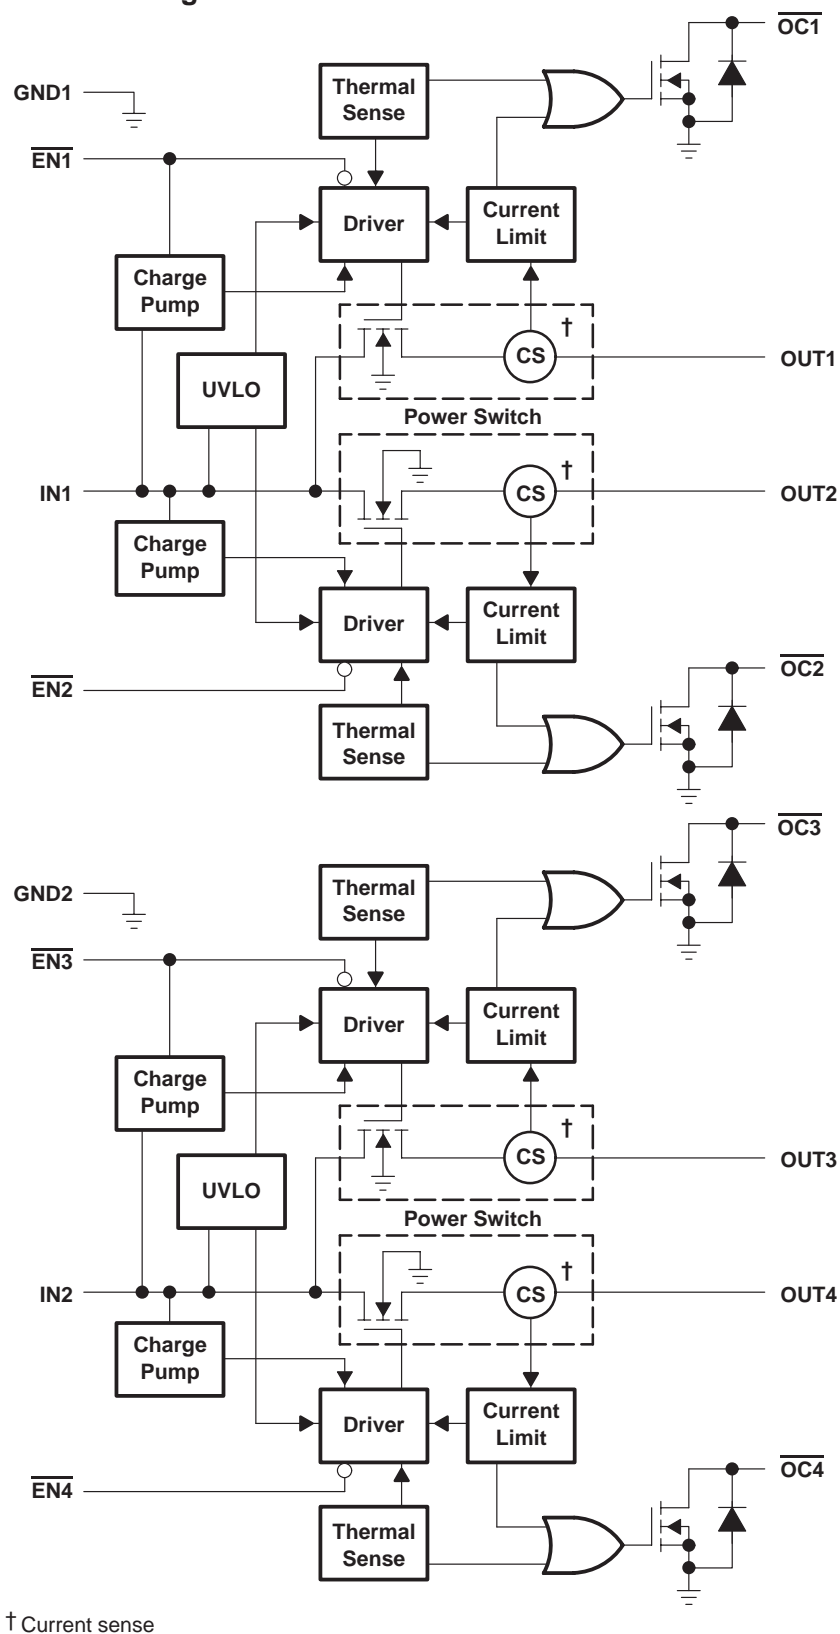 OC1
GND1
Thermal
Sense
EN1
Driver
Current
Limit
Charge
Pump
†
CS
OUT1
UVLO
Power Switch
†
IN1
CS
OUT2
Charge
Pump
Driver
Current
Limit
EN2
OC2
Thermal
Sense
OC3
GND2
Thermal
Sense
EN3
Driver
Current
Limit
Charge
Pump
†
CS
OUT3
UVLO
Power Switch
†
IN2
CS
OUT4
Charge
Pump
Driver
Current
Limit
EN4
OC4
Thermal
Sense
† Current sense